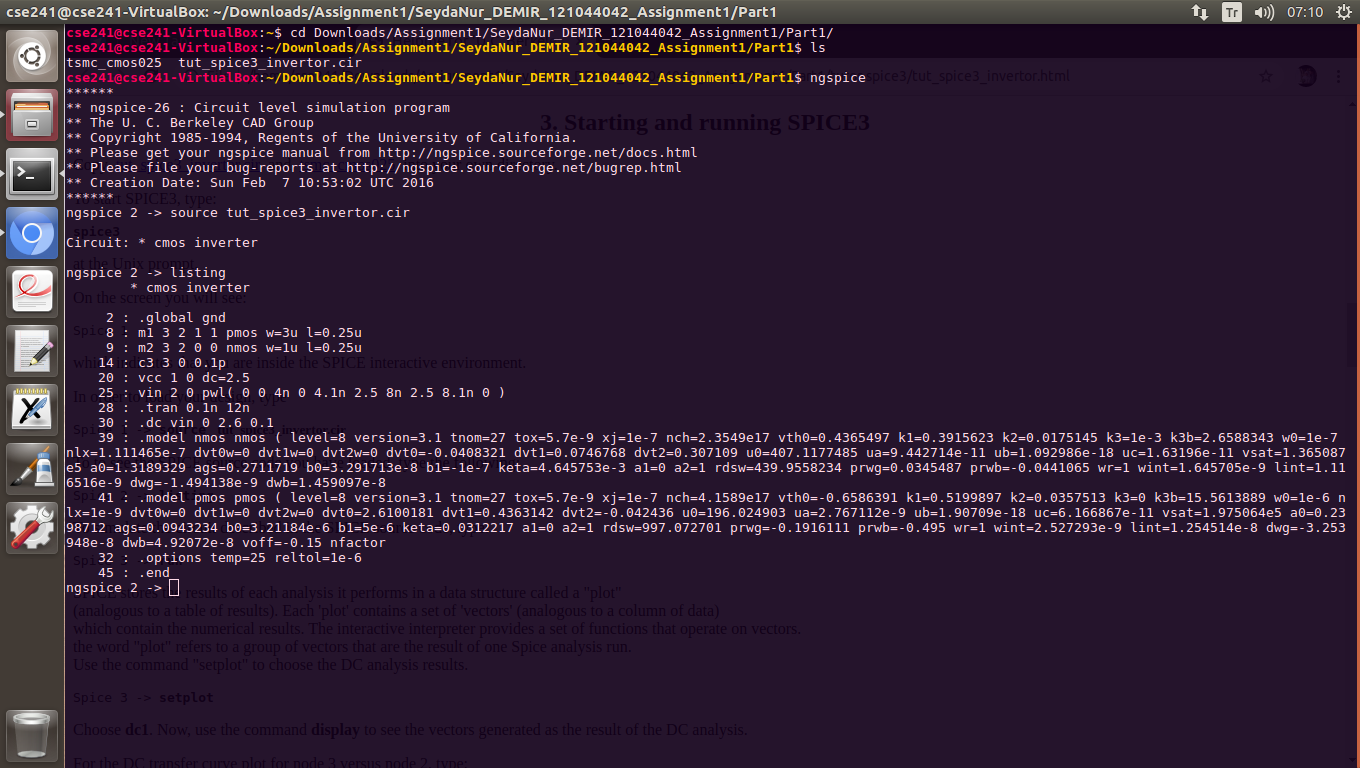 cse241@cse241-VirtualBox: ~/Downloads/Assignment1/SeydaNur_DEMIR_121044042_Assignment1/Part1
Tr
07:10
cse241@cse241-VirtualBox:~$ cd Downloads/Assignment1/SeydaNur_DEMIR_121044042_Assignment1/Part1/
cse241@cse241-VirtualBox:~/Downloads/Assignment1/SeydaNur_DEMIR_121044042_Assignment1/Part1$ ls
tsmc_cmos025  tut_spice3_invertor.cir
cse241@cse241-VirtualBox:~/Downloads/Assignment1/SeydaNur_DEMIR_121044042_Assignment1/Part1$ ngspice
******
** ngspice-26 : Circuit level simulation program
** The U. C. Berkeley CAD Group
** Copyright 1985-1994, Regents of the University of California.
** Please get your ngspice manual from http://ngspice.sourceforge.net/docs.html
** Please file your bug-reports at http://ngspice.sourceforge.net/bugrep.html
** Creation Date: Sun Feb  7 10:53:02 UTC 2016
******
ngspice 2 -> source tut_spice3_invertor.cir
Circuit: * cmos inverter
ngspice 2 -> listing
* cmos inverter
2 : .global gnd
8 : m1 3 2 1 1 pmos w=3u l=0.25u
9 : m2 3 2 0 0 nmos w=1u l=0.25u
14 : c3 3 0 0.1p
20 : vcc 1 0 dc=2.5
25 : vin 2 0 pwl( 0 0 4n 0 4.1n 2.5 8n 2.5 8.1n 0 )
28 : .tran 0.1n 12n
30 : .dc vin 0 2.6 0.1
39 : .model nmos nmos ( level=8 version=3.1 tnom=27 tox=5.7e-9 xj=1e-7 nch=2.3549e17 vth0=0.4365497 k1=0.3915623 k2=0.0175145 k3=1e-3 k3b=2.6588343 w0=1e-7
nlx=1.111465e-7 dvt0w=0 dvt1w=0 dvt2w=0 dvt0=-0.0408321 dvt1=0.0746768 dvt2=0.307109 u0=407.1177485 ua=9.442714e-11 ub=1.092986e-18 uc=1.63196e-11 vsat=1.365087
e5 a0=1.3189329 ags=0.2711719 b0=3.291713e-8 b1=-1e-7 keta=4.645753e-3 a1=0 a2=1 rdsw=439.9558234 prwg=0.0345487 prwb=-0.0441065 wr=1 wint=1.645705e-9 lint=1.11
6516e-9 dwg=-1.494138e-9 dwb=1.459097e-8
41 : .model pmos pmos ( level=8 version=3.1 tnom=27 tox=5.7e-9 xj=1e-7 nch=4.1589e17 vth0=-0.6586391 k1=0.5199897 k2=0.0357513 k3=0 k3b=15.5613889 w0=1e-6 n
lx=1e-9 dvt0w=0 dvt1w=0 dvt2w=0 dvt0=2.6100181 dvt1=0.4363142 dvt2=-0.042436 u0=196.024903 ua=2.767112e-9 ub=1.90709e-18 uc=6.166867e-11 vsat=1.975064e5 a0=0.23
98712 ags=0.0943234 b0=3.21184e-6 b1=5e-6 keta=0.0312217 a1=0 a2=1 rdsw=997.072701 prwg=-0.1916111 prwb=-0.495 wr=1 wint=2.527293e-9 lint=1.254514e-8 dwg=-3.253
948e-8 dwb=4.92072e-8 voff=-0.15 nfactor
32 : .options temp=25 reltol=1e-6
45 : .end
ngspice 2 ->
spice3/tut_spice3_invertor.html
3. Starting and running SPICE3
To start SPICE3, type:
spice3
at the Unix prompt.
On the screen you will see:
are inside the SPICE interactive environment.
results of each analysis it performs in a data structure called a "plot"
(analogous to a table of results). Each 'plot' contains a set of 'vectors' (analogous to a column of data)
which contain the numerical results. The interactive interpreter provides a set of functions that operate on vectors.
the word "plot" refers to a group of vectors that are the result of one Spice analysis run.
Use the command "setplot" to choose the DC analysis results.
Spice 3 -> setplot
Choose dc1. Now, use the command display to see the vectors generated as the result of the DC analysis.
For the DC transfer curve plot for node 3 versus node 2, type: